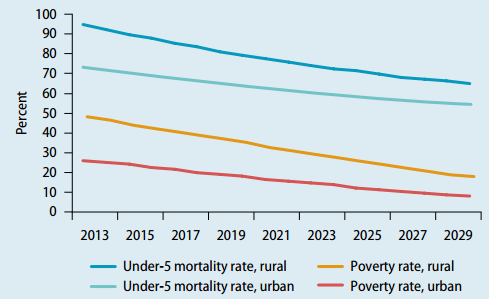 100
90
80
70
60
50
40
30
20
10
0
Percent
2013 2015 2017 2019 2021 2023 2025 2027 2029
Under-5 mortality rate, rural Poverty rate, rural
Under-5 mortality rate, urban Poverty rate, urban